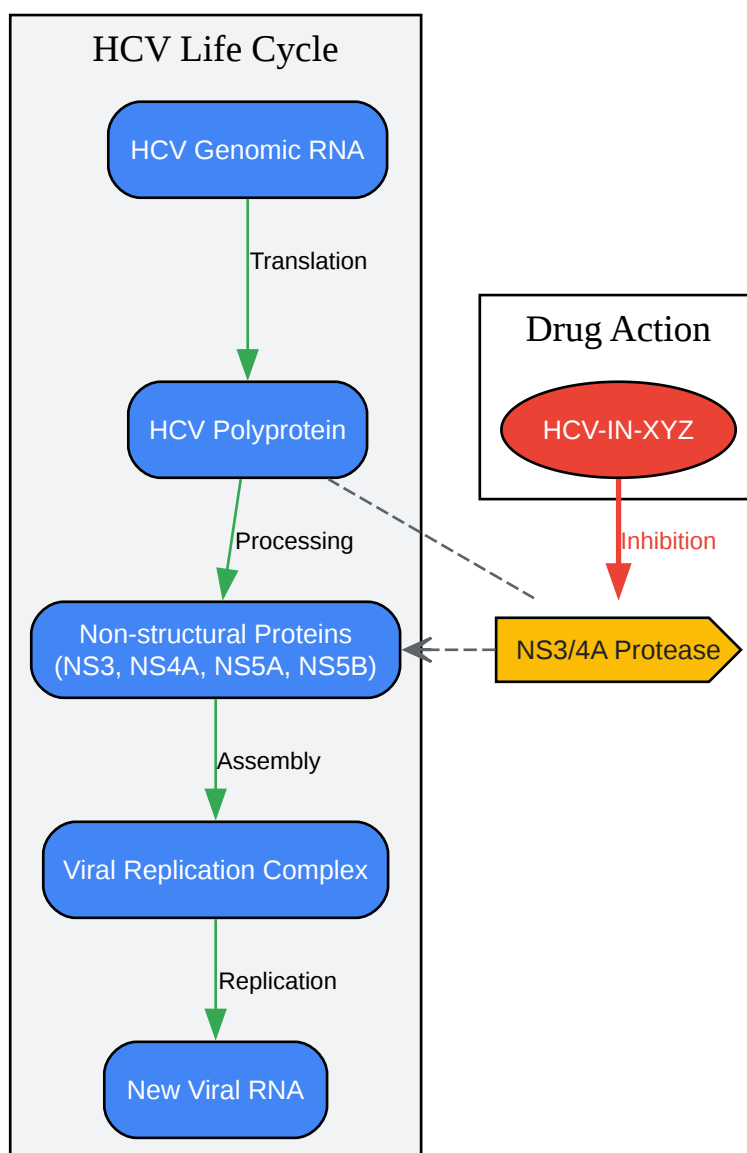 HCV Life Cycle
HCV Genomic RNA
Translation
HCV Polyprotein
Processing
Non-structural Proteins
(NS3, NS4A, NS5A, NS5B)
Assembly
Viral Replication Complex
Replication
New Viral RNA
Drug Action
HCV-IN-XYZ
Inhibition
NS3/4A Protease